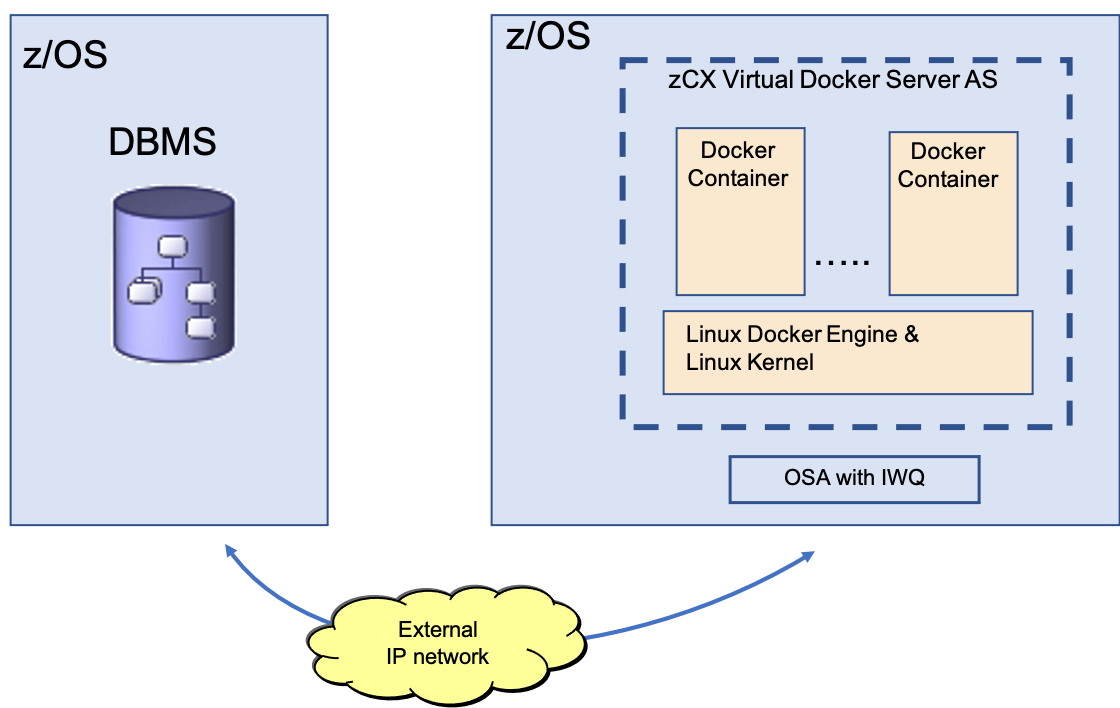 z/OS
DBMS
z/OS
zCX Virtual Docker Server AS
Docker
Container
.....
Docker
Container
Linux Docker Engine &
Linux Kernel
OSA with IWQ
External
IP network